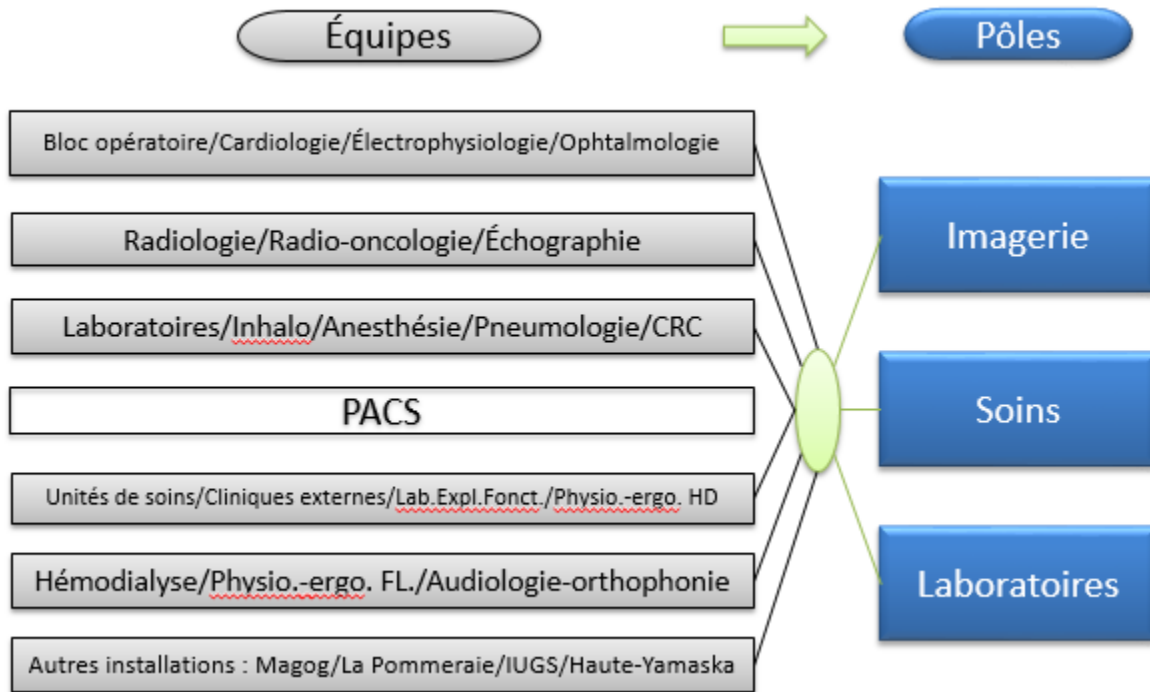 Équipes
Pôles
Bloc opératoire/Cardiologie/Électrophysiologie/Ophtalmologie
Radiologie/Radio-oncologie/Échographie
Laboratoires/Inhalo/Anesthésie/Pneumologie/CRC
PACS
Unités de soins/Cliniques externes/Lab.Expl.Fonct./Physio.-ergo. HD
Hémodialyse/Physio.-ergo. FL./Audiologie-orthophonie
Autres installations : Magog/La Pommeraie/IUGS/Haute-Yamaska
Imagerie
Soins
Laboratoires